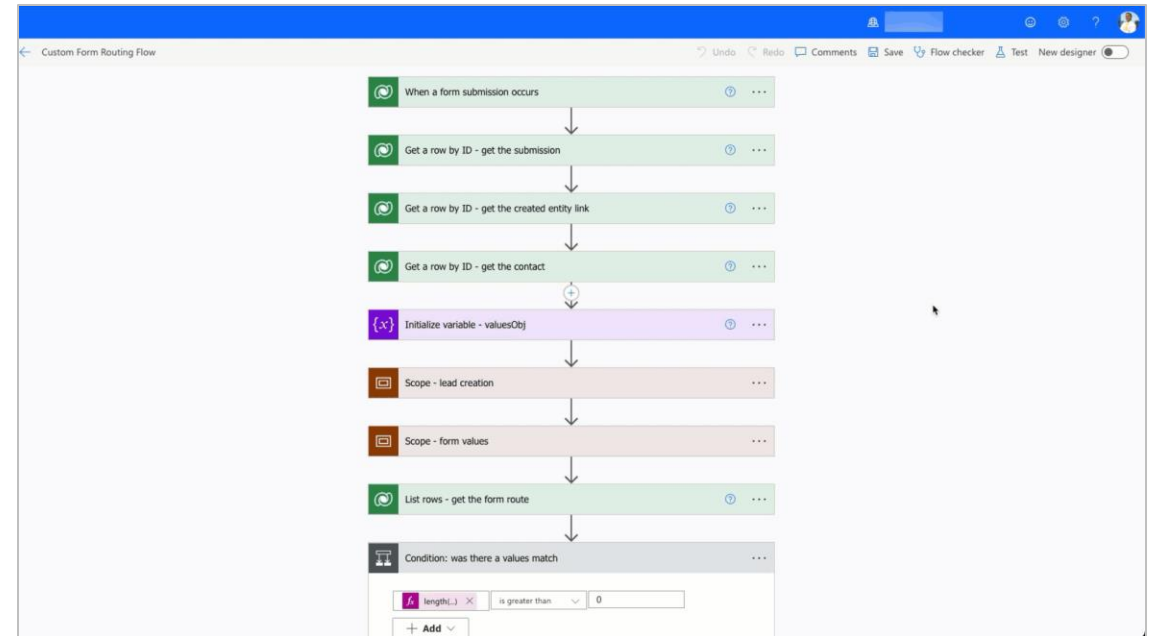 Custom Form Routing Flow
Undo Redo Comments Save Flow checker Test New designer
When a form submission occurs
Get a row by ID - get the submission
Get a row by ID - get the created entity link
Get a row by ID - get the contact
{x} Initialize variable - valuesObj
Scope - lead creation
Scope - form values
List rows - get the form route
Condition: was there a values match
fx length(...) is greater than 0
+ Add